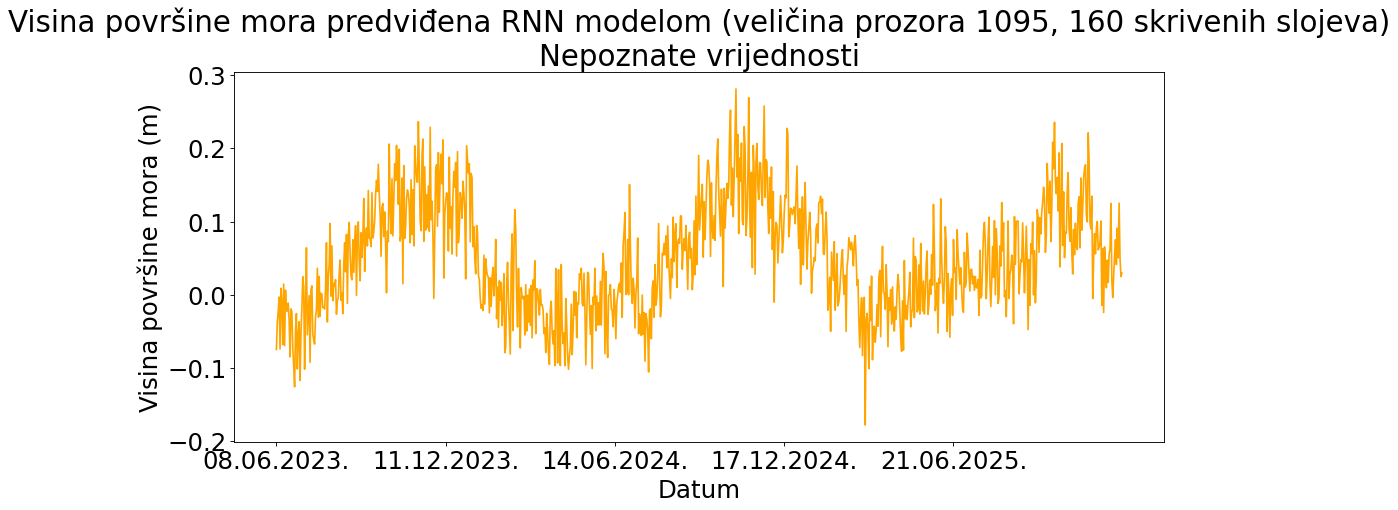 Visina površine mora predviđena RNN modelom (veličina prozora 1095, 160 skrivenih slojeva)
Nepoznate vrijednosti
Visina površine mora (m)
0.3
0.2
0.1
0.0
−0.1
−0.2
08.06.2023. 11.12.2023. 14.06.2024. 17.12.2024. 21.06.2025.
Datum